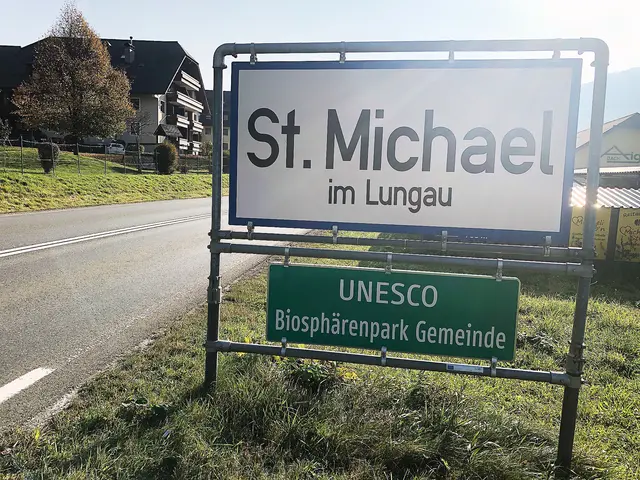 St. Michael
im Lungau
UNESCO
Biosphärenpark Gemeinde